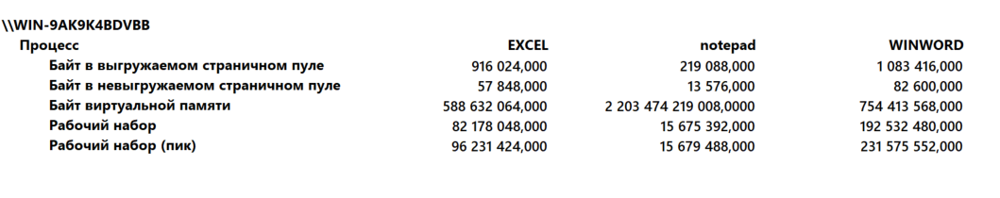 \\WIN-9AK9K4BDVBB
Процесс EXCEL notepad WINWORD
Байт в выгружаемом страничном пуле 916 024,000 219 088,000 1 083 416,000
Байт в невыгружаемом страничном пуле 57 848,000 13 576,000 82 600,000
Байт виртуальной памяти 588 632 064,000 2 203 474 219 008,0000 754 413 568,000
Рабочий набор 82 178 048,000 15 675 392,000 192 532 480,000
Рабочий набор (пик) 96 231 424,000 15 679 488,000 231 575 552,000